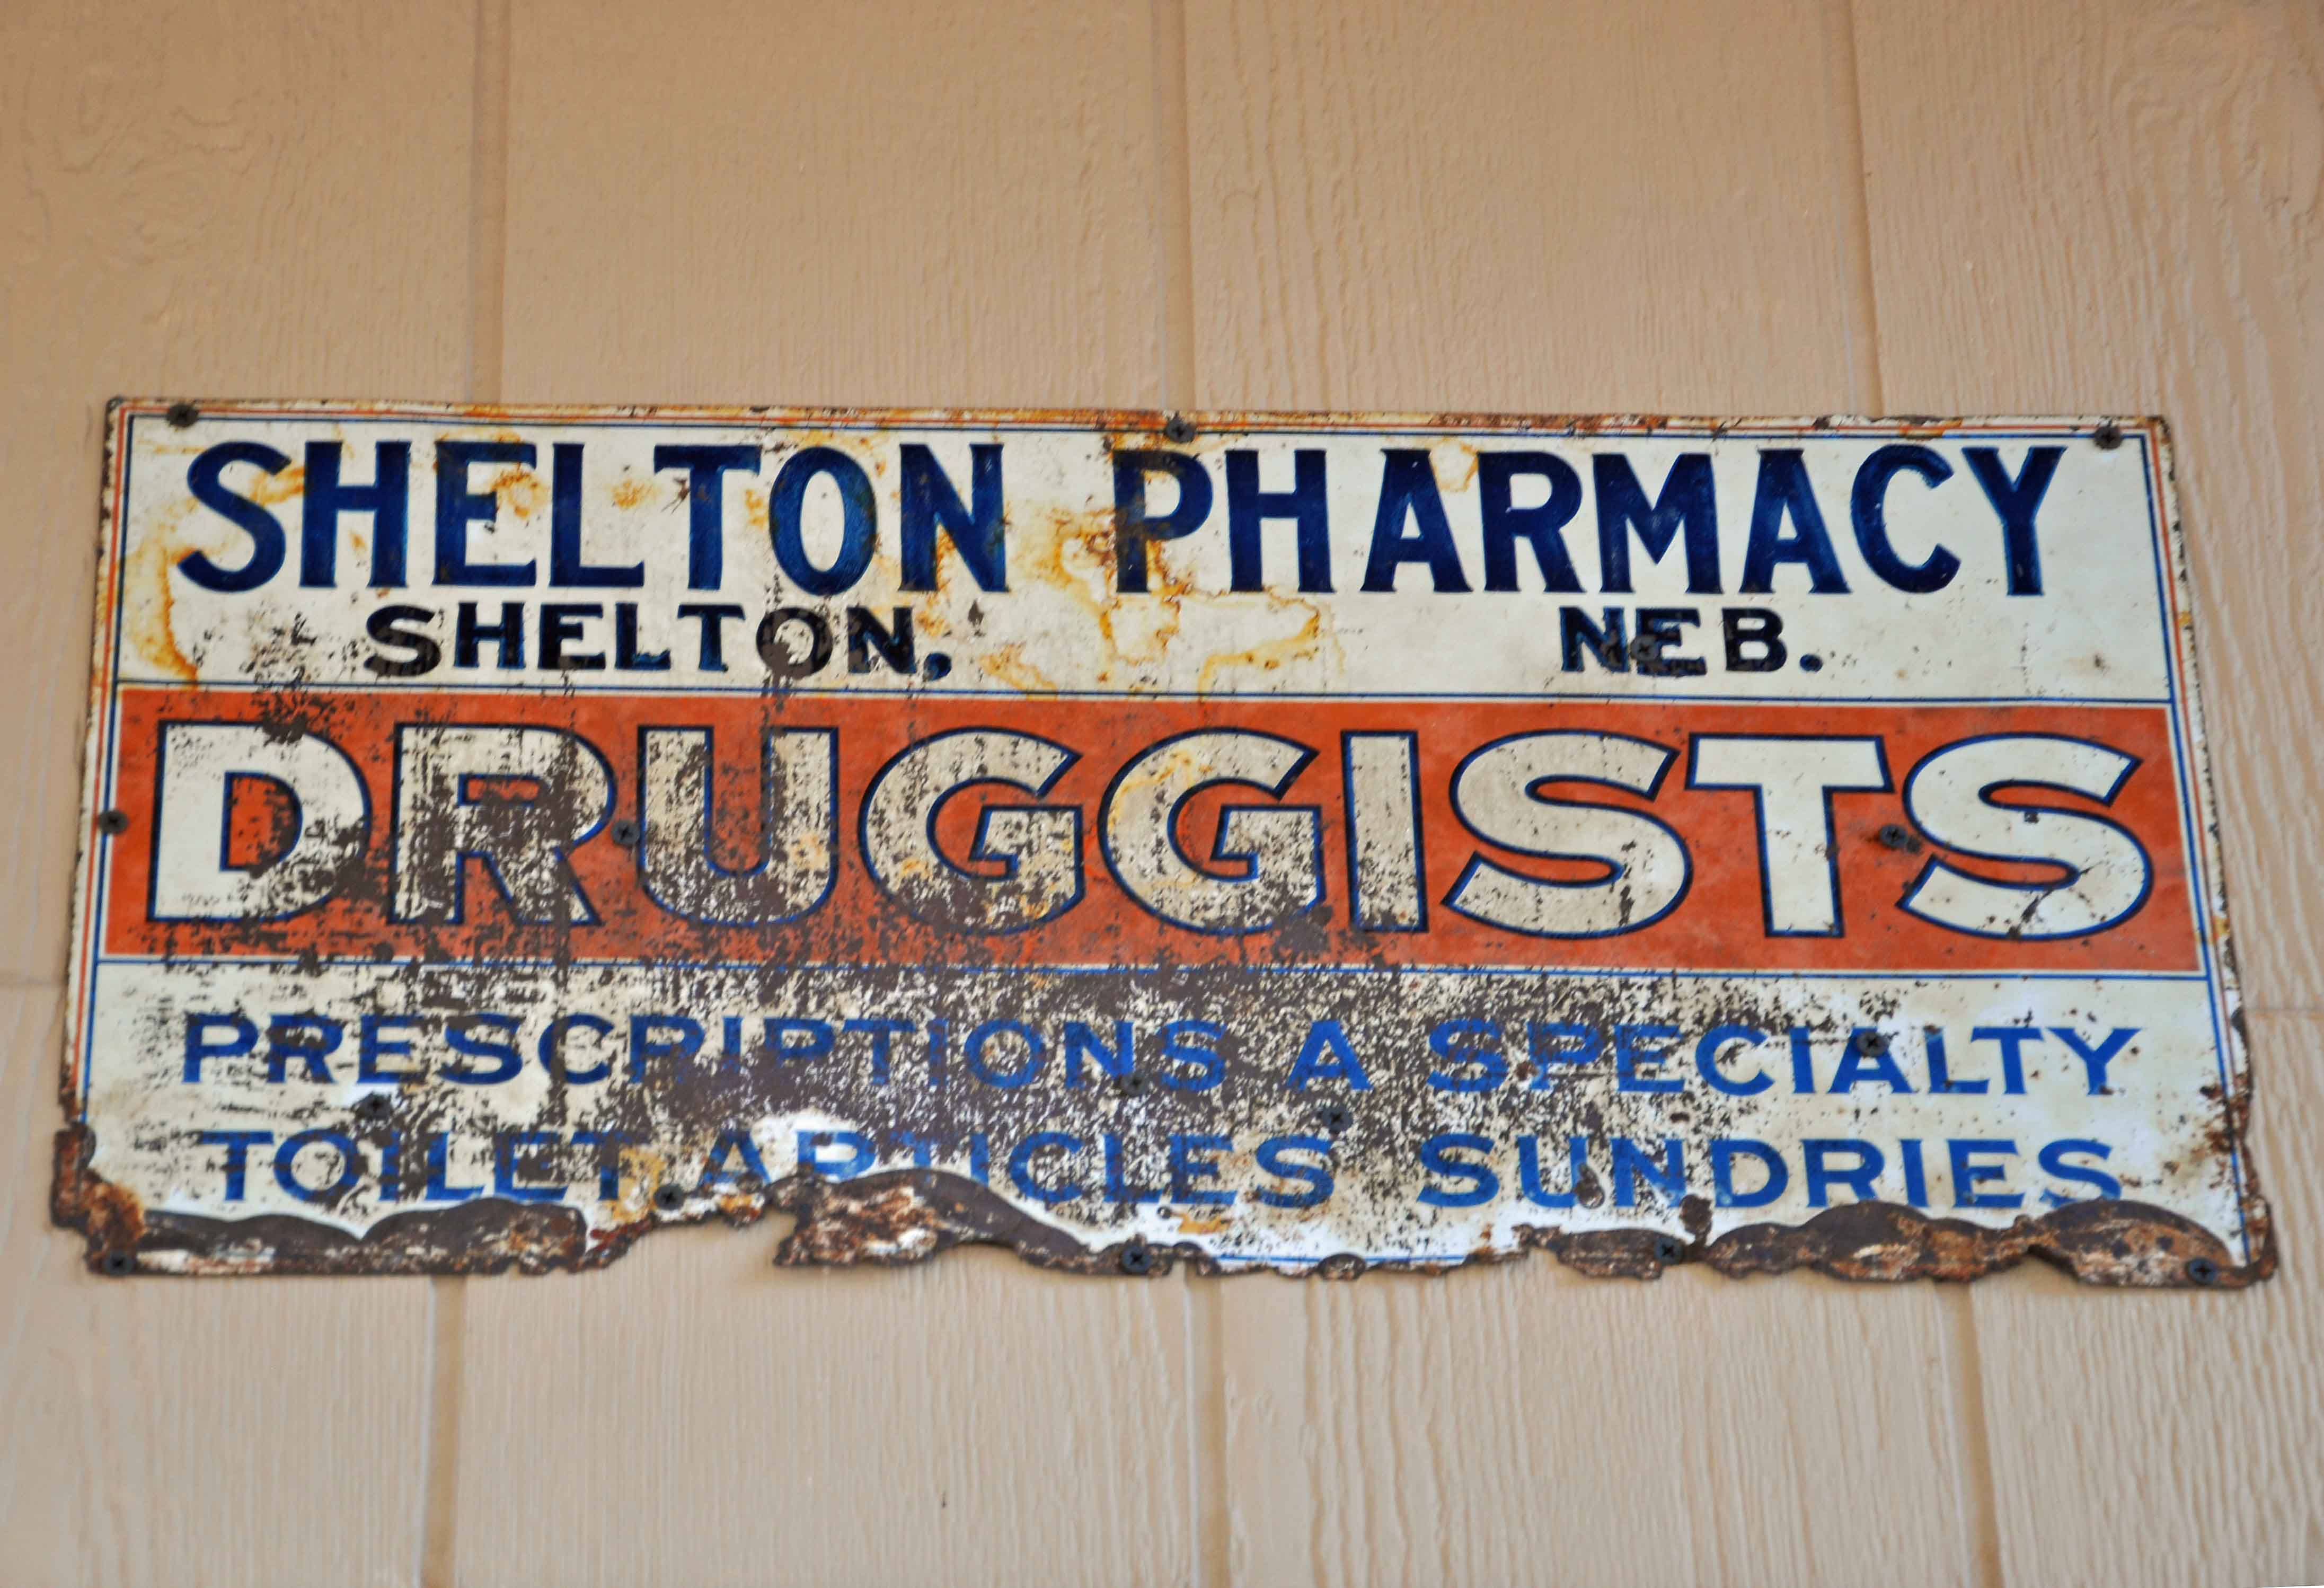 SHELTON PHARMACY
SHELTON, NEB.
DRUGGISTS
PRESCRIPTIONS A SPECIALTY
TOILET ARTICLES SUNDRIES